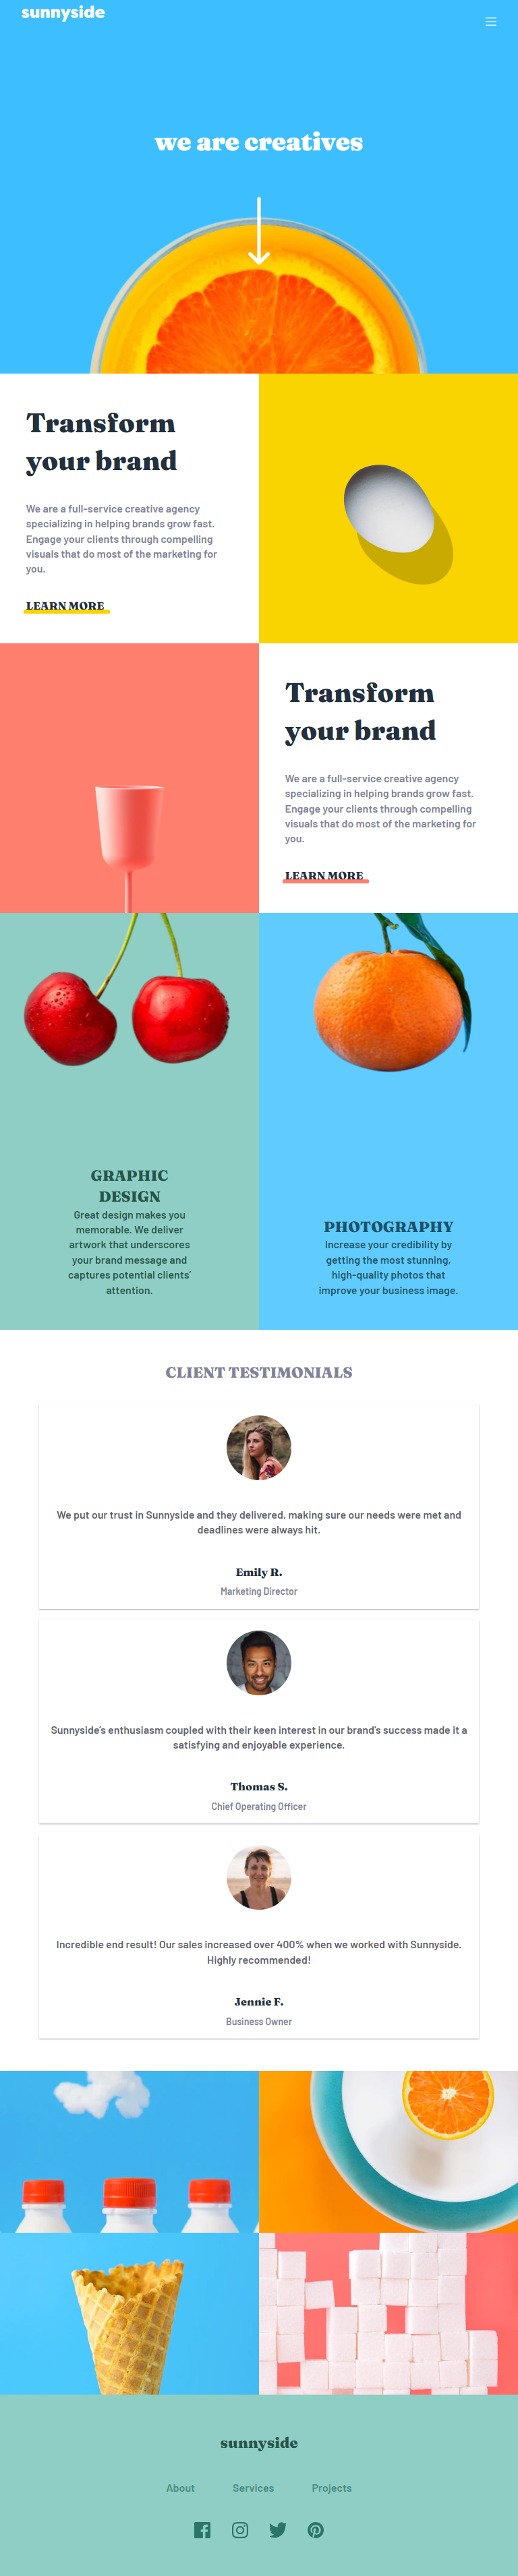 sunnyside
we are creatives
Transform
your brand
We are a full-service creative agency
specializing in helping brands grow fast.
Engage your clients through compelling
visuals that do most of the marketing for
you.
LEARN MORE
Transform
your brand
We are a full-service creative agency
specializing in helping brands grow fast.
Engage your clients through compelling
visuals that do most of the marketing for
you.
LEARN MORE
GRAPHIC
DESIGN
Great design makes you
memorable. We deliver
artwork that underscores
your brand message and
captures potential clients'
attention.
PHOTOGRAPHY
Increase your credibility by
getting the most stunning,
high-quality photos that
improve your business image.
CLIENT TESTIMONIALS
We put our trust in Sunnyside and they delivered, making sure our needs were met and
deadlines were always hit.
Emily R.
Marketing Director
Sunnyside's enthusiasm coupled with their keen interest in our brand's success made it a
satisfying and enjoyable experience.
Thomas S.
Chief Operating Officer
Incredible end result! Our sales increased over 400% when we worked with Sunnyside.
Highly recommended!
Jennie F.
Business Owner
sunnyside
About Services Projects